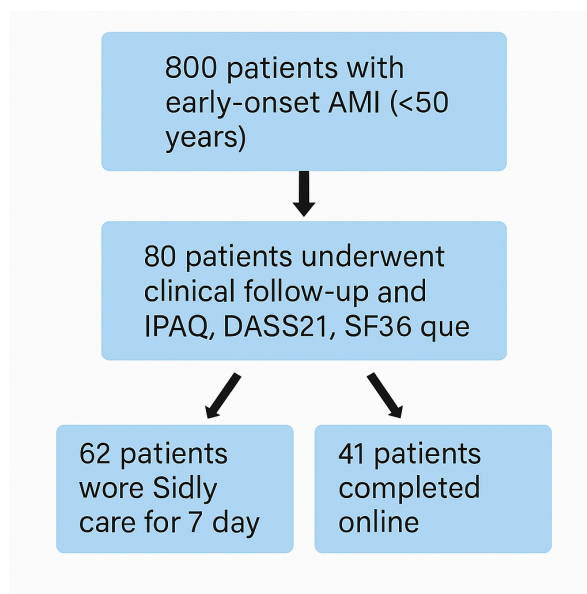 800 patients with
early-onset AMI (<50
years)
80 patients underwent
clinical follow-up and
IPAQ, DASS21, SF36 que
62 patients
wore Sidly
care for 7 day
41 patients
completed
online